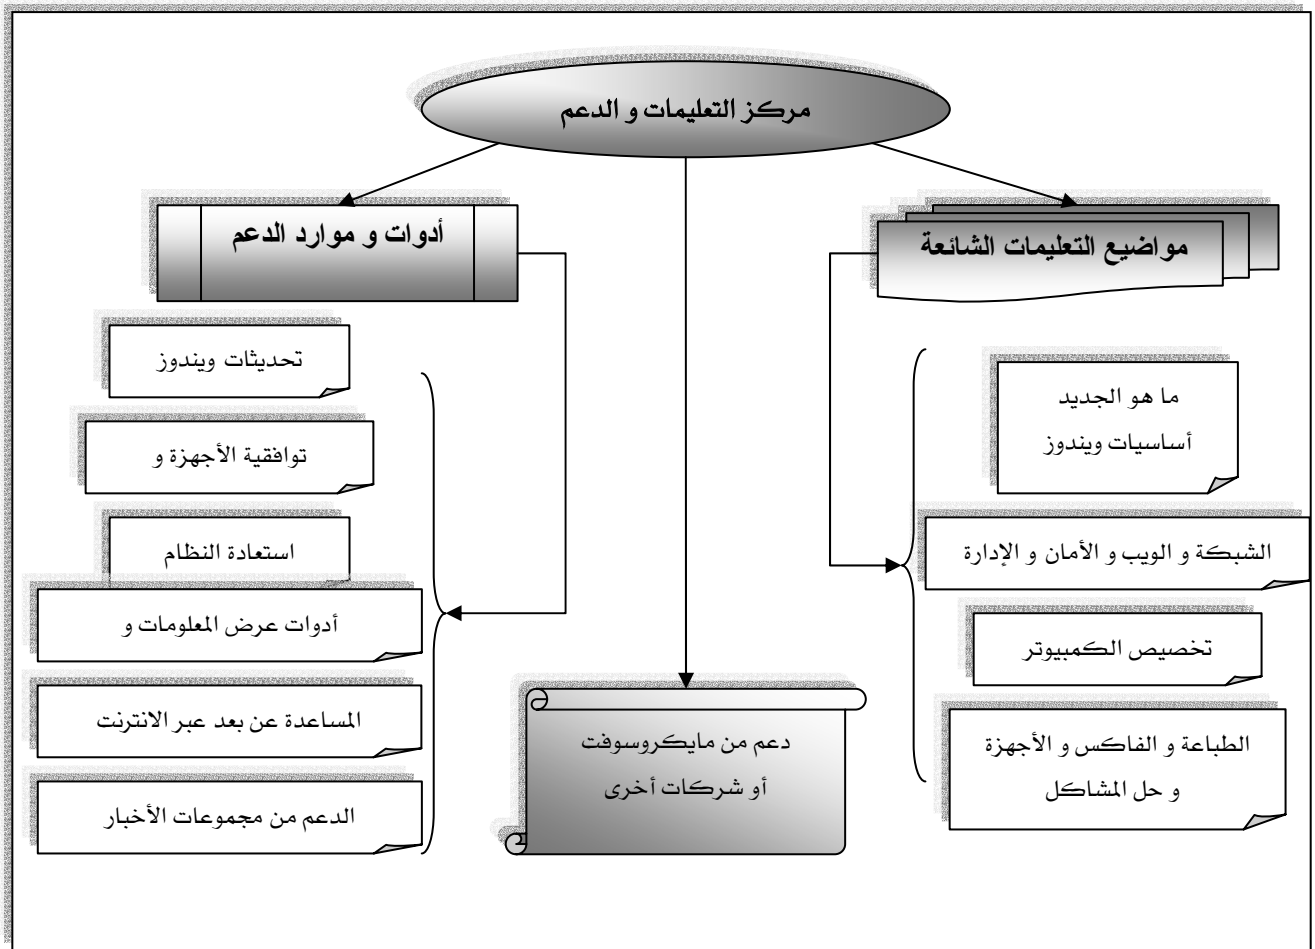 مركز التعليمات و الدعم
مواضيع التعليمات الشائعة
أدوات و موارد الدعم
ما هو الجديد
أساسيات ويندوز
الشبكة و الويب و الأمان و الإدارة
تخصيص الكمبيوتر
الطباعة و الفاكس و الأجهزة
و حل المشاكل
دعم من مايكروسوفت
أو شركات أخرى
تحديثات ويندوز
توافقية الأجهزة و
استعادة النظام
أدوات عرض المعلومات و
المساعدة عن بعد عبر الانترنت
الدعم من مجموعات الأخبار